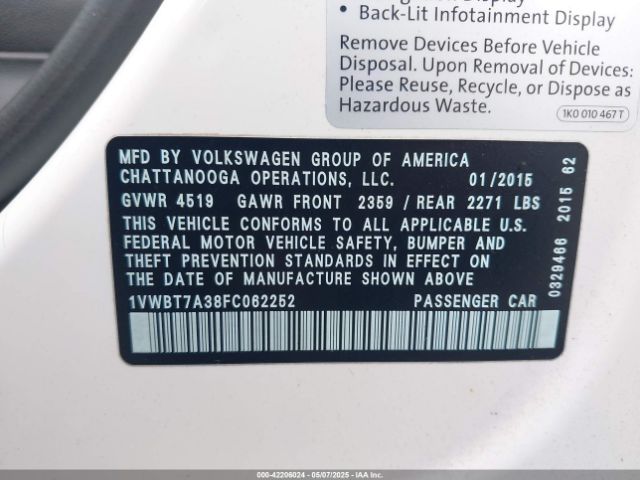 • Back-Lit Infotainment Display
Remove Devices Before Vehicle
Disposal. Upon Removal of Devices:
Please Reuse, Recycle, or Dispose as
Hazardous Waste.
1K0 010 467 T
MFD BY VOLKSWAGEN GROUP OF AMERICA
CHATTANOOGA OPERATIONS, LLC. 01/2015
GVWR 4519 GAWR FRONT 2359 / REAR 2271 LBS
THIS VEHICLE CONFORMS TO ALL APPLICABLE U.S.
FEDERAL MOTOR VEHICLE SAFETY, BUMPER AND
THEFT PREVENTION STANDARDS IN EFFECT ON
THE DATE OF MANUFACTURE SHOWN ABOVE
1VWBT7A38FC062252 PASSENGER CAR
0329466 2015 62
000-42206024 - 05/07/2025 - IAA Inc.